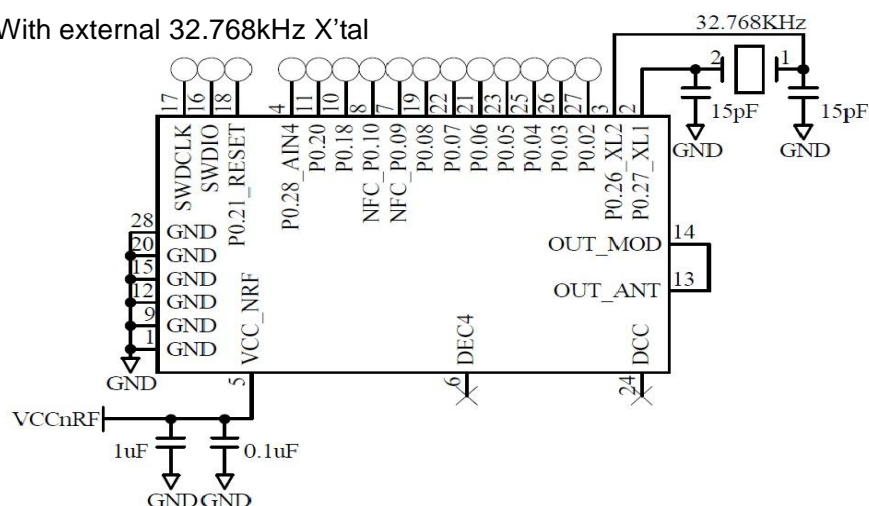 With external 32.768kHz X'tal
32.768KHz
2
1
15pF
15pF
GND
GND
17
16
18
4
11
10
8
7
19
22
21
23
25
26
27
3
2
SWDCLK
SWDIO
P0.21_RESET
P0.28_AIN4
P0.20
P0.18
NFC_P0.10
NFC_P0.09
P0.08
P0.07
P0.06
P0.05
P0.04
P0.03
P0.02
P0.26_XL2
P0.27_XL1
28
GND
20
GND
15
GND
12
GND
9
GND
1
GND
GND
OUT_MOD
14
OUT_ANT
13
VCC_NRF
DEC4
DCC
5
6
24
VCCnRF
1uF
0.1uF
GND
GND